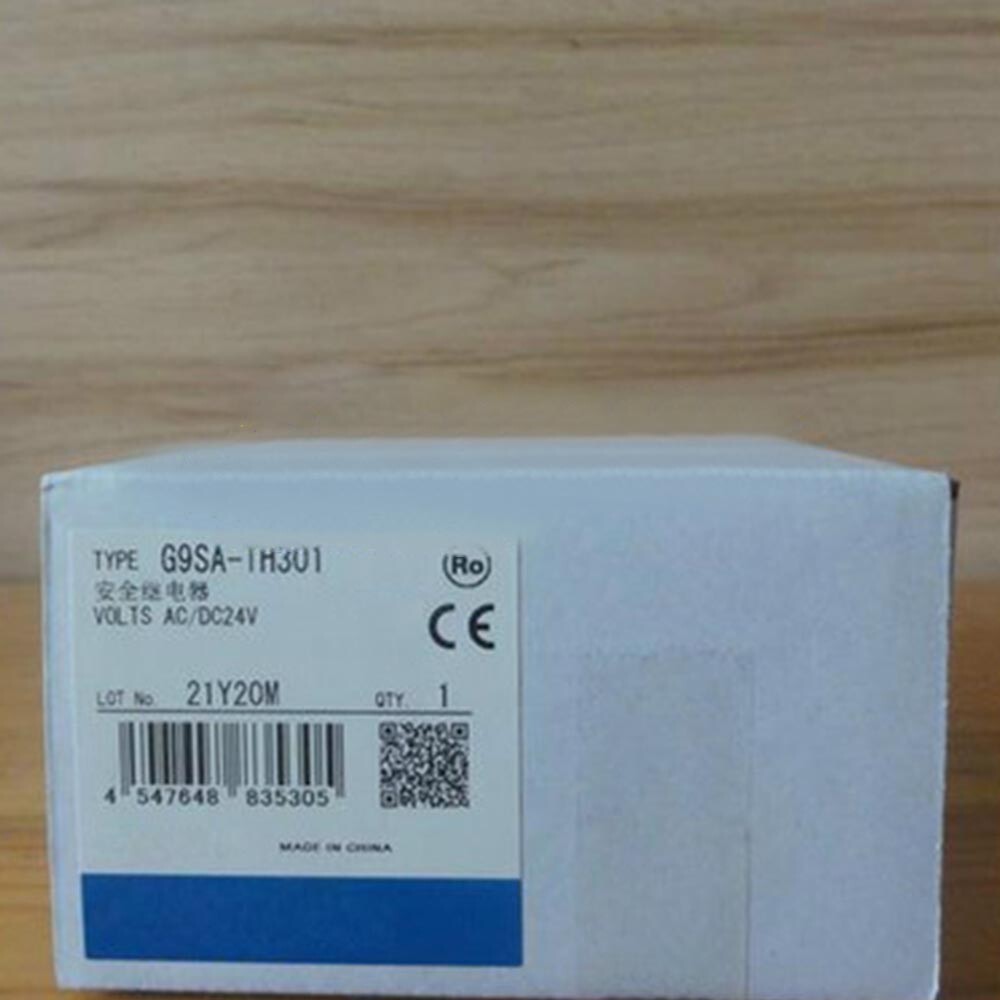 TYPE G9SA-TH301
Ro
安全继电器
VOLTS AC/DC24V
CE
LOT No. 21Y20M QTY. 1
4 547648 835305
MADE IN CHINA